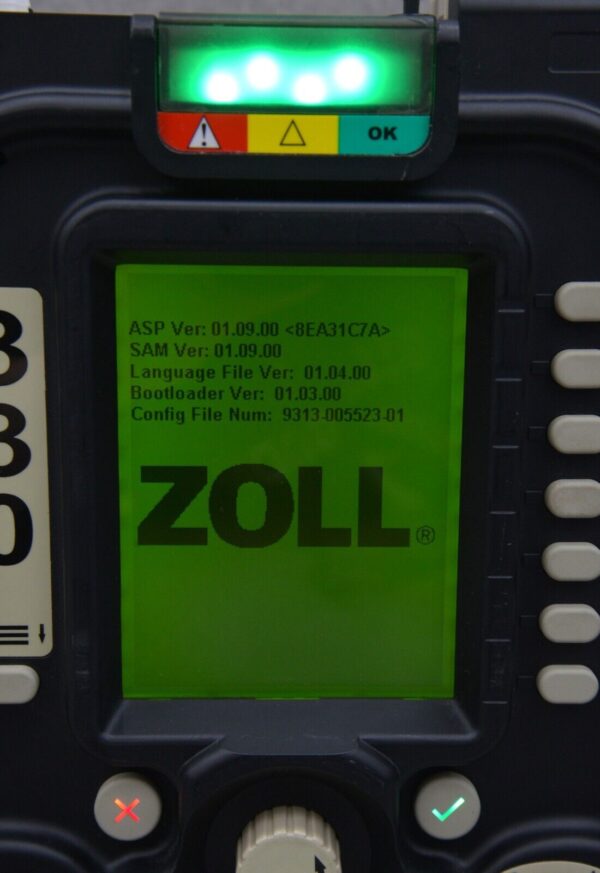 OK
ASP Ver: 01.09.00 <8EA31C7A>
SAM Ver: 01.09.00
Language File Ver: 01.04.00
Bootloader Ver: 01.03.00
Config File Num: 9313-005523-01
ZOLL®